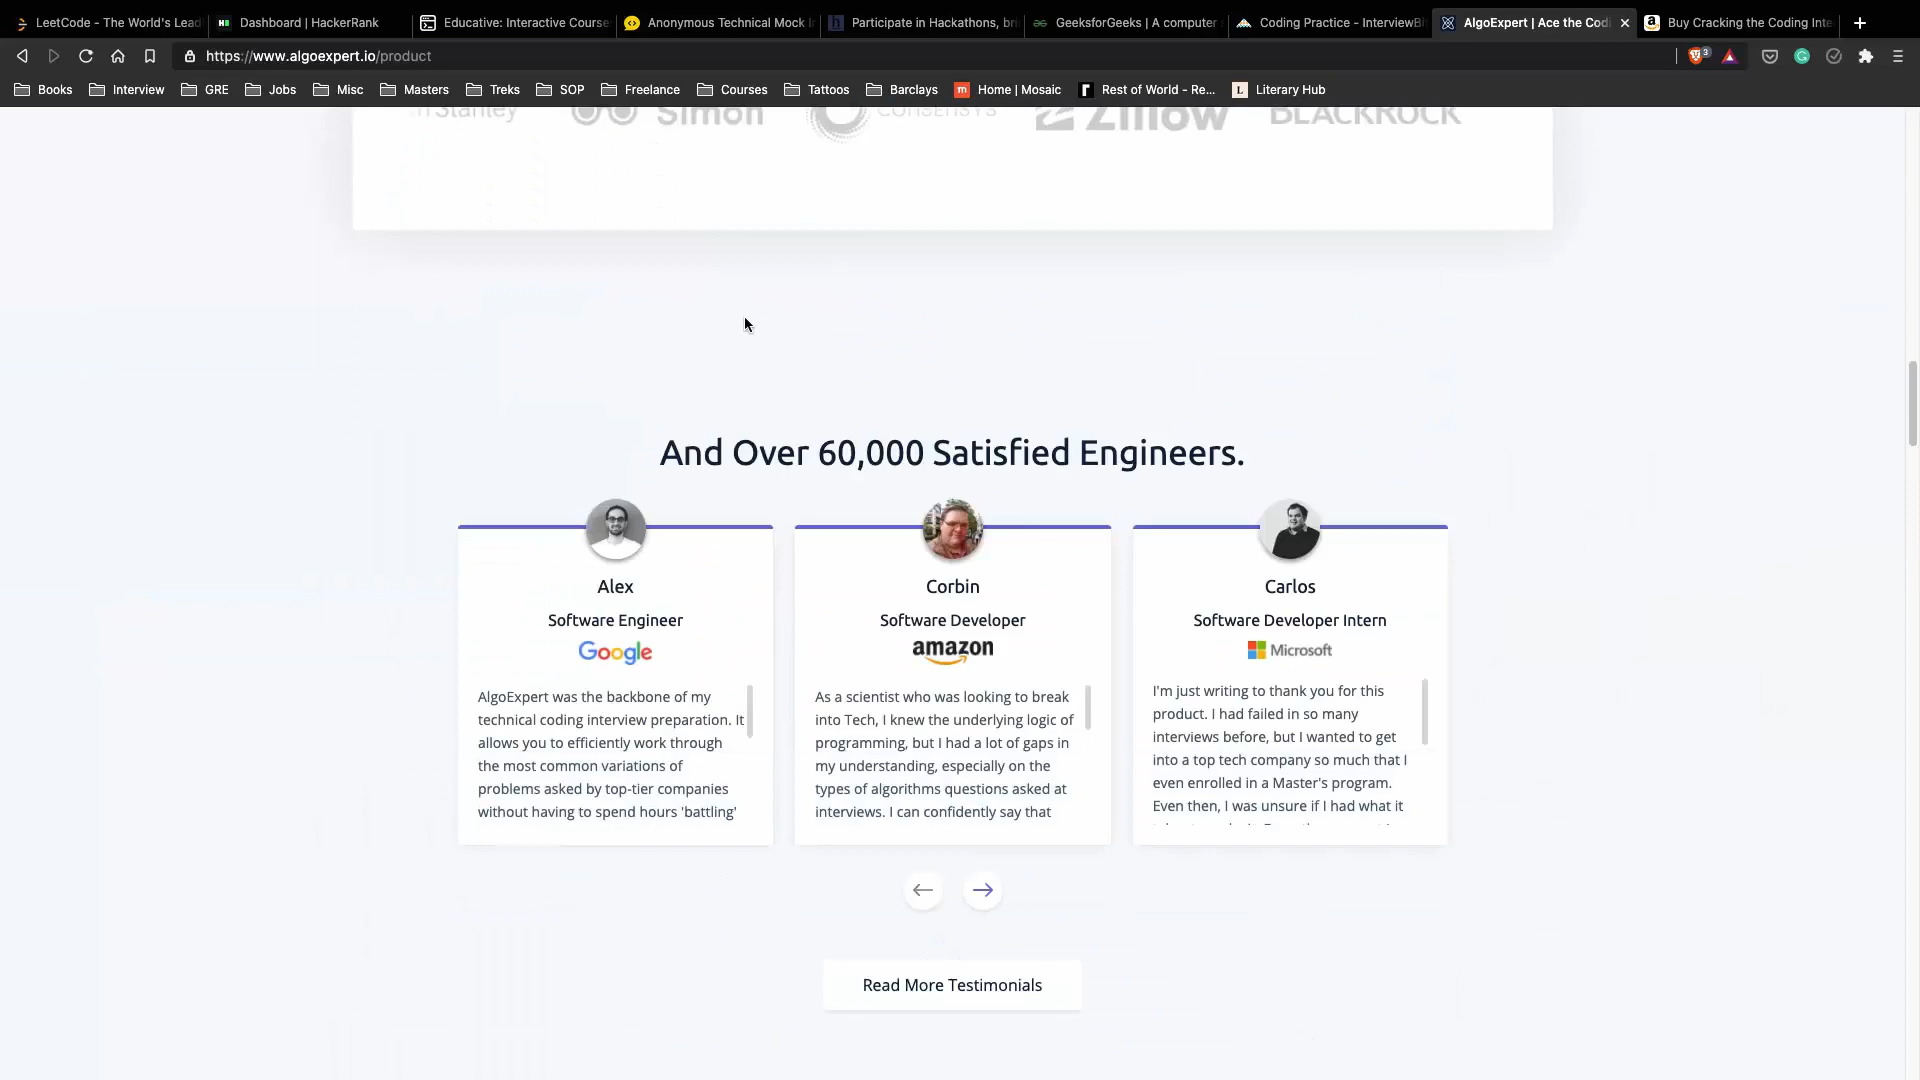 LeetCode - The World's Lead
Dashboard | HackerRank
Educative: Interactive Course
Anonymous Technical Mock I
Participate in Hackathons, bri
GeeksforGeeks | A computer
Coding Practice - InterviewBi
AlgoExpert | Ace the Codi
Buy Cracking the Coding Inte
https://www.algoexpert.io/product
3
Books
Interview
GRE
Jobs
Misc
Masters
Treks
SOP
Freelance
Courses
Tattoos
Barclays
Home | Mosaic
Rest of World - Re...
Literary Hub
Stanley
Simon
CONSENSYS
Zillow
BLACKROCK
And Over 60,000 Satisfied Engineers.
Alex
Software Engineer
Google
AlgoExpert was the backbone of my
technical coding interview preparation. It
allows you to efficiently work through
the most common variations of
problems asked by top-tier companies
without having to spend hours 'battling'
Corbin
Software Developer
amazon
As a scientist who was looking to break
into Tech, I knew the underlying logic of
programming, but I had a lot of gaps in
my understanding, especially on the
types of algorithms questions asked at
interviews. I can confidently say that
Carlos
Software Developer Intern
Microsoft
I'm just writing to thank you for this
product. I had failed in so many
interviews before, but I wanted to get
into a top tech company so much that I
even enrolled in a Master's program.
Even then, I was unsure if I had what it
Read More Testimonials